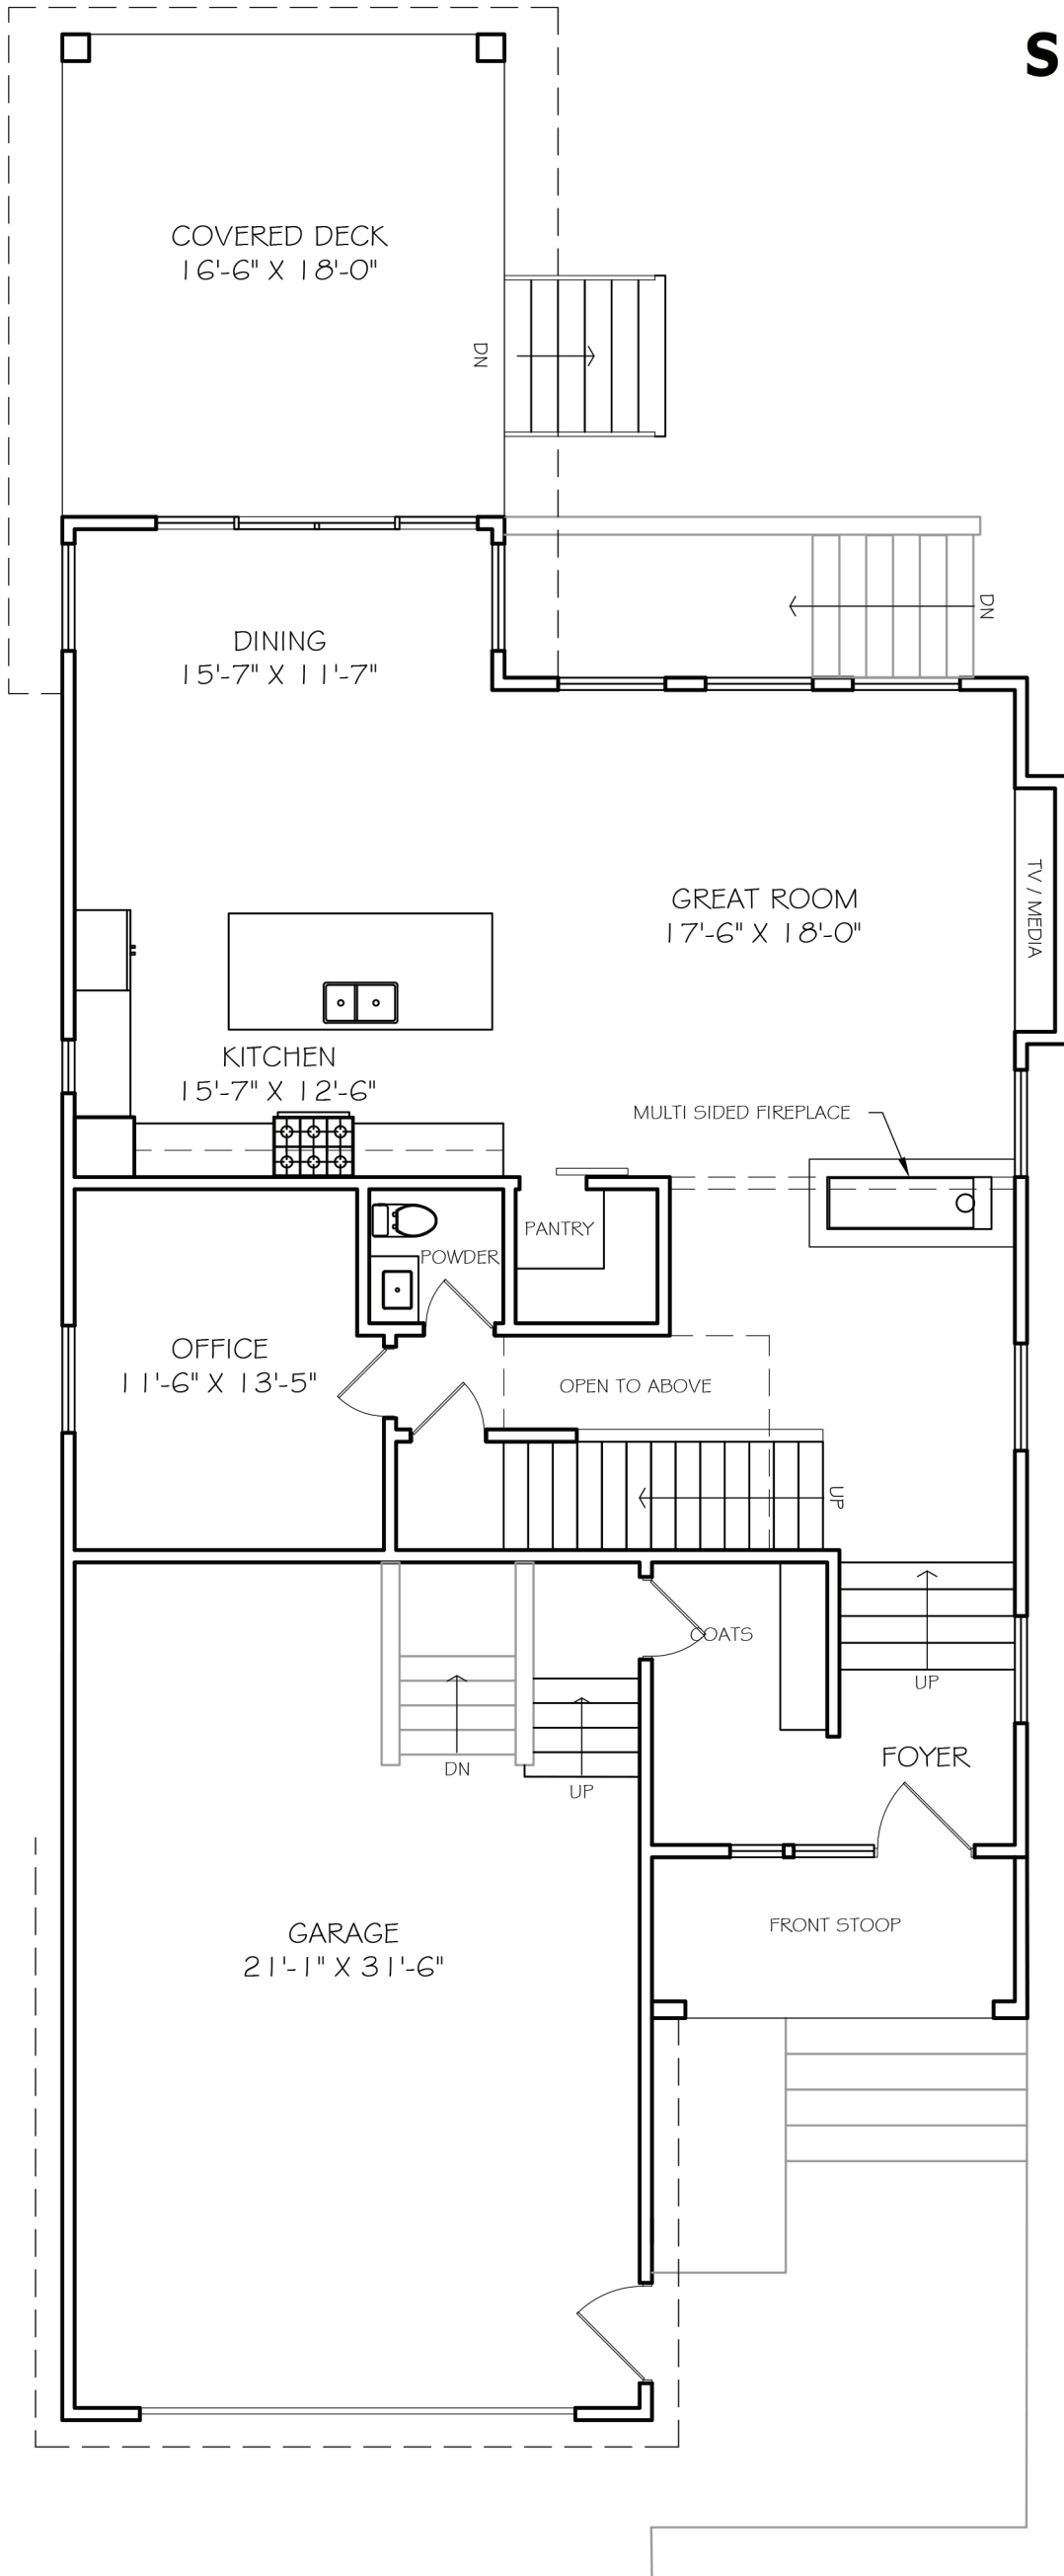 S
COVERED DECK
16'-6" X 18'-0"
DN
DN
DINING
15'-7" X 11'-7"
GREAT ROOM
17'-6" X 18'-0"
TV / MEDIA
KITCHEN
15'-7" X 12'-6"
MULTI SIDED FIREPLACE
PANTRY
POWDER
OFFICE
11'-6" X 13'-5"
OPEN TO ABOVE
UP
COATS
UP
DN
UP
FOYER
FRONT STOOP
GARAGE
21'-1" X 31'-6"